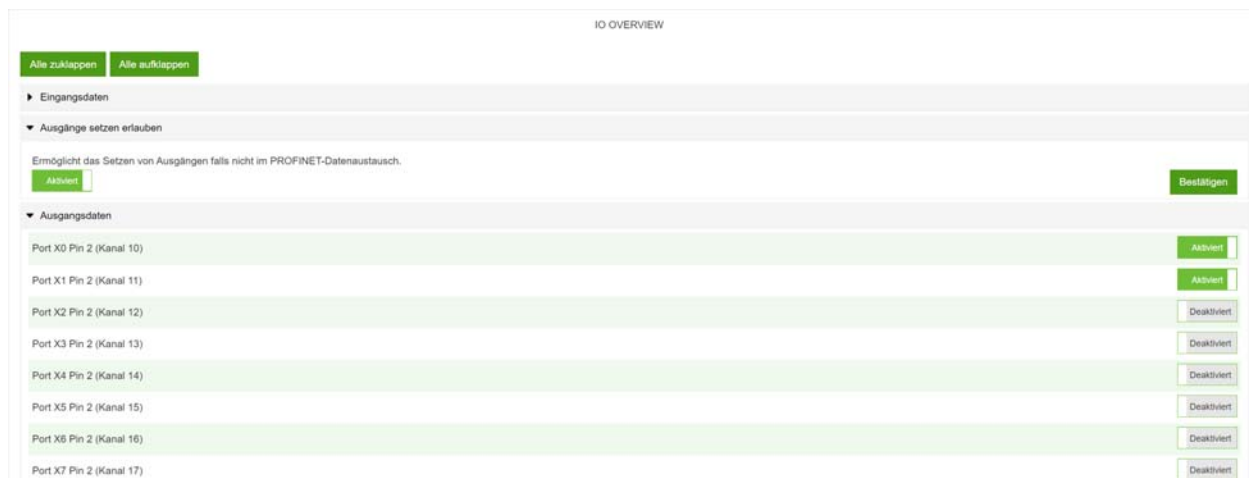 IO OVERVIEW
Alle zuklappen Alle aufklappen
Eingangsdaten
Ausgänge setzen erlauben
Ermöglicht das Setzen von Ausgängen falls nicht im PROFINET-Datenaustausch.
Aktiviert
Bestätigen
Ausgangsdaten
Port X0 Pin 2 (Kanal 10) Aktiviert
Port X1 Pin 2 (Kanal 11) Aktiviert
Port X2 Pin 2 (Kanal 12) Deaktiviert
Port X3 Pin 2 (Kanal 13) Deaktiviert
Port X4 Pin 2 (Kanal 14) Deaktiviert
Port X5 Pin 2 (Kanal 15) Deaktiviert
Port X6 Pin 2 (Kanal 16) Deaktiviert
Port X7 Pin 2 (Kanal 17) Deaktiviert